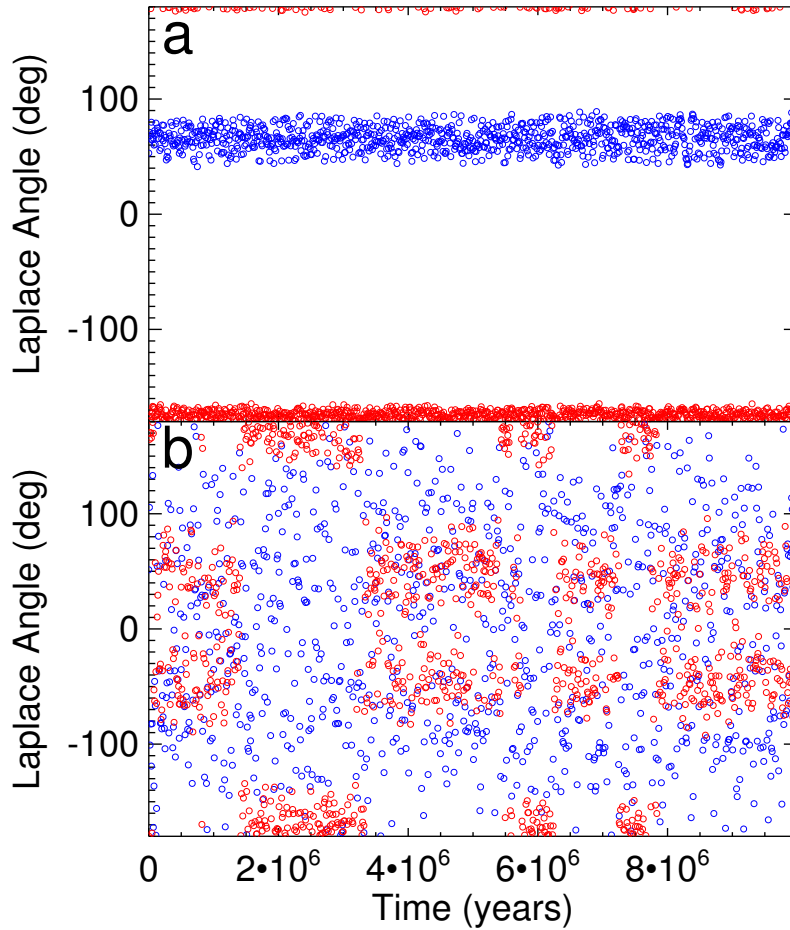 a
Laplace Angle (deg)
100
0
-100
b
Laplace Angle (deg)
100
0
-100
0 2•10⁶ 4•10⁶ 6•10⁶ 8•10⁶
Time (years)